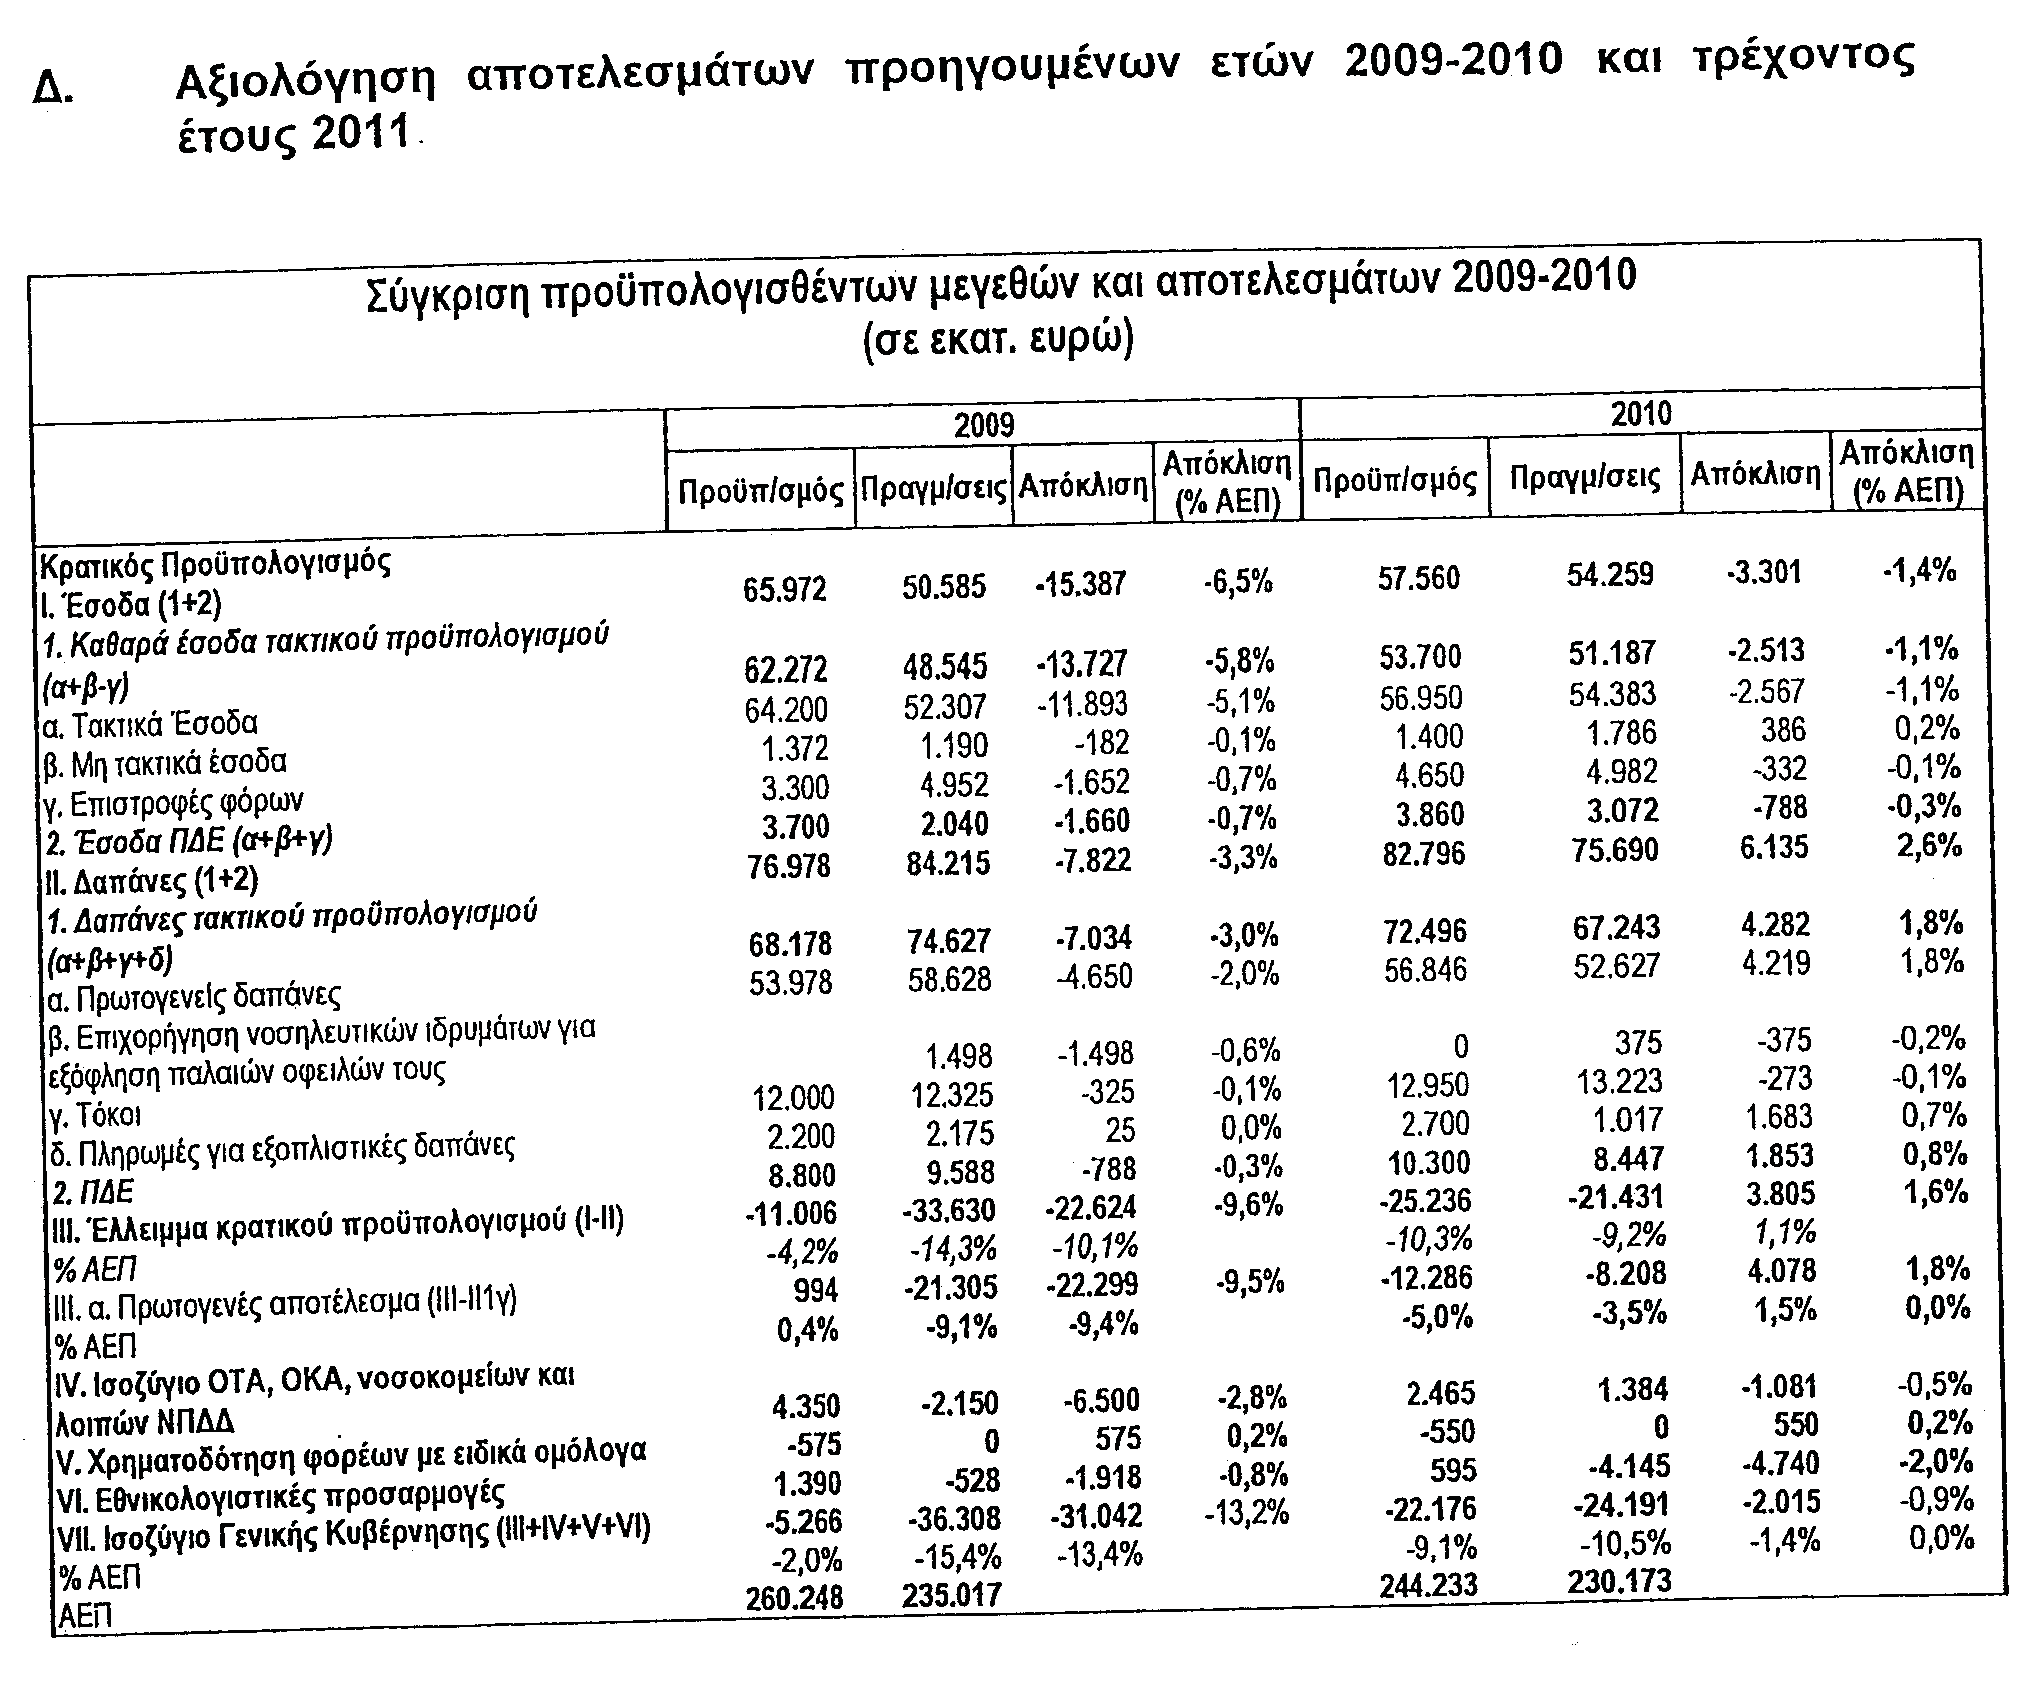 Δ. Αξιολόγηση αποτελεσμάτων προηγουμένων ετών 2009-2010 και τρέχοντος
έτους 2011.
Σύγκριση προϋπολογισθέντων μεγεθών και αποτελεσμάτων 2009-2010
(σε εκατ. ευρώ)
2009 2010
Προϋπ/σμός Πραγμ/σεις Απόκλιση Απόκλιση (% ΑΕΠ) Προϋπ/σμός Πραγμ/σεις Απόκλιση Απόκλιση (% ΑΕΠ)
Κρατικός Προϋπολογισμός
Ι. Έσοδα (1+2) 65.972 50.585 -15.387 -6,5% 57.560 54.259 -3.301 -1,4%
1. Καθαρά έσοδα τακτικού προϋπολογισμού
(α+β-γ) 62.272 48.545 -13.727 -5,8% 53.700 51.187 -2.513 -1,1%
α. Τακτικά Έσοδα 64.200 52.307 -11.893 -5,1% 56.950 54.383 -2.567 -1,1%
β. Μη τακτικά έσοδα 1.372 1.190 -182 -0,1% 1.400 1.786 386 0,2%
γ. Επιστροφές φόρων 3.300 4.952 -1.652 -0,7% 4.650 4.982 -332 -0,1%
2. Έσοδα ΠΔΕ (α+β+γ) 3.700 2.040 -1.660 -0,7% 3.860 3.072 -788 -0,3%
ΙΙ. Δαπάνες (1+2) 76.978 84.215 -7.822 -3,3% 82.796 75.690 6.135 2,6%
1. Δαπάνες τακτικού προϋπολογισμού
(α+β+γ+δ) 68.178 74.627 -7.034 -3,0% 72.496 67.243 4.282 1,8%
α. Πρωτογενείς δαπάνες 53.978 58.628 -4.650 -2,0% 56.846 52.627 4.219 1,8%
β. Επιχορήγηση νοσηλευτικών ιδρυμάτων για
εξόφληση παλαιών οφειλών τους 1.498 -1.498 -0,6% 0 375 -375 -0,2%
γ. Τόκοι 12.000 12.325 -325 -0,1% 12.950 13.223 -273 -0,1%
δ. Πληρωμές για εξοπλιστικές δαπάνες 2.200 2.175 25 0,0% 2.700 1.017 1.683 0,7%
2. ΠΔΕ 8.800 9.588 -788 -0,3% 10.300 8.447 1.853 0,8%
ΙΙΙ. Έλλειμμα κρατικού προϋπολογισμού (Ι-ΙΙ) -11.006 -33.630 -22.624 -9,6% -25.236 -21.431 3.805 1,6%
% ΑΕΠ -4,2% -14,3% -10,1% -10,3% -9,2% 1,1%
ΙΙΙ. α. Πρωτογενές αποτέλεσμα (ΙΙΙ-ΙΙ1γ) 994 -21.305 -22.299 -9,5% -12.286 -8.208 4.078 1,8%
% ΑΕΠ 0,4% -9,1% -9,4% -5,0% -3,5% 1,5% 0,0%
IV. Ισοζύγιο ΟΤΑ, ΟΚΑ, νοσοκομείων και
λοιπών ΝΠΔΔ 4.350 -2.150 -6.500 -2,8% 2.465 1.384 -1.081 -0,5%
V. Χρηματοδότηση φορέων με ειδικά ομόλογα -575 0 575 0,2% -550 0 550 0,2%
VI. Εθνικολογιστικές προσαρμογές 1.390 -528 -1.918 -0,8% 595 -4.145 -4.740 -2,0%
VII. Ισοζύγιο Γενικής Κυβέρνησης (ΙΙΙ+IV+V+VI) -5.266 -36.308 -31.042 -13,2% -22.176 -24.191 -2.015 -0,9%
% ΑΕΠ -2,0% -15,4% -13,4% -9,1% -10,5% -1,4% 0,0%
ΑΕΠ 260.248 235.017 244.233 230.173